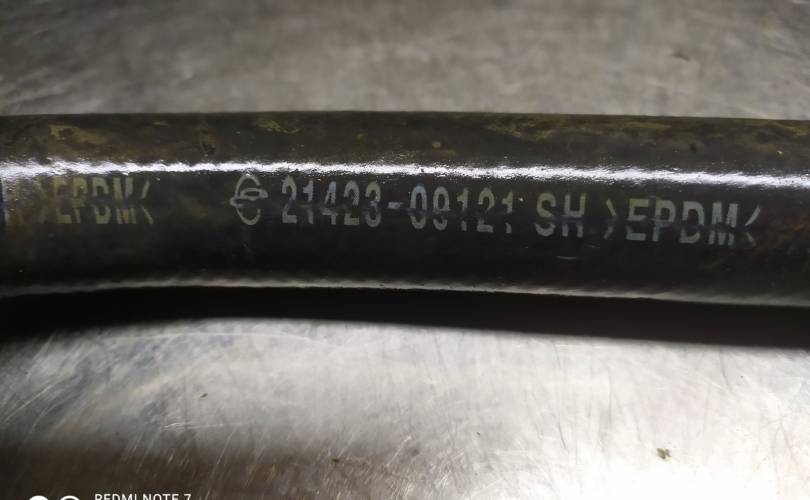 >EPDM< 21423-09121 SH >EPDM<
REDMI NOTE 7